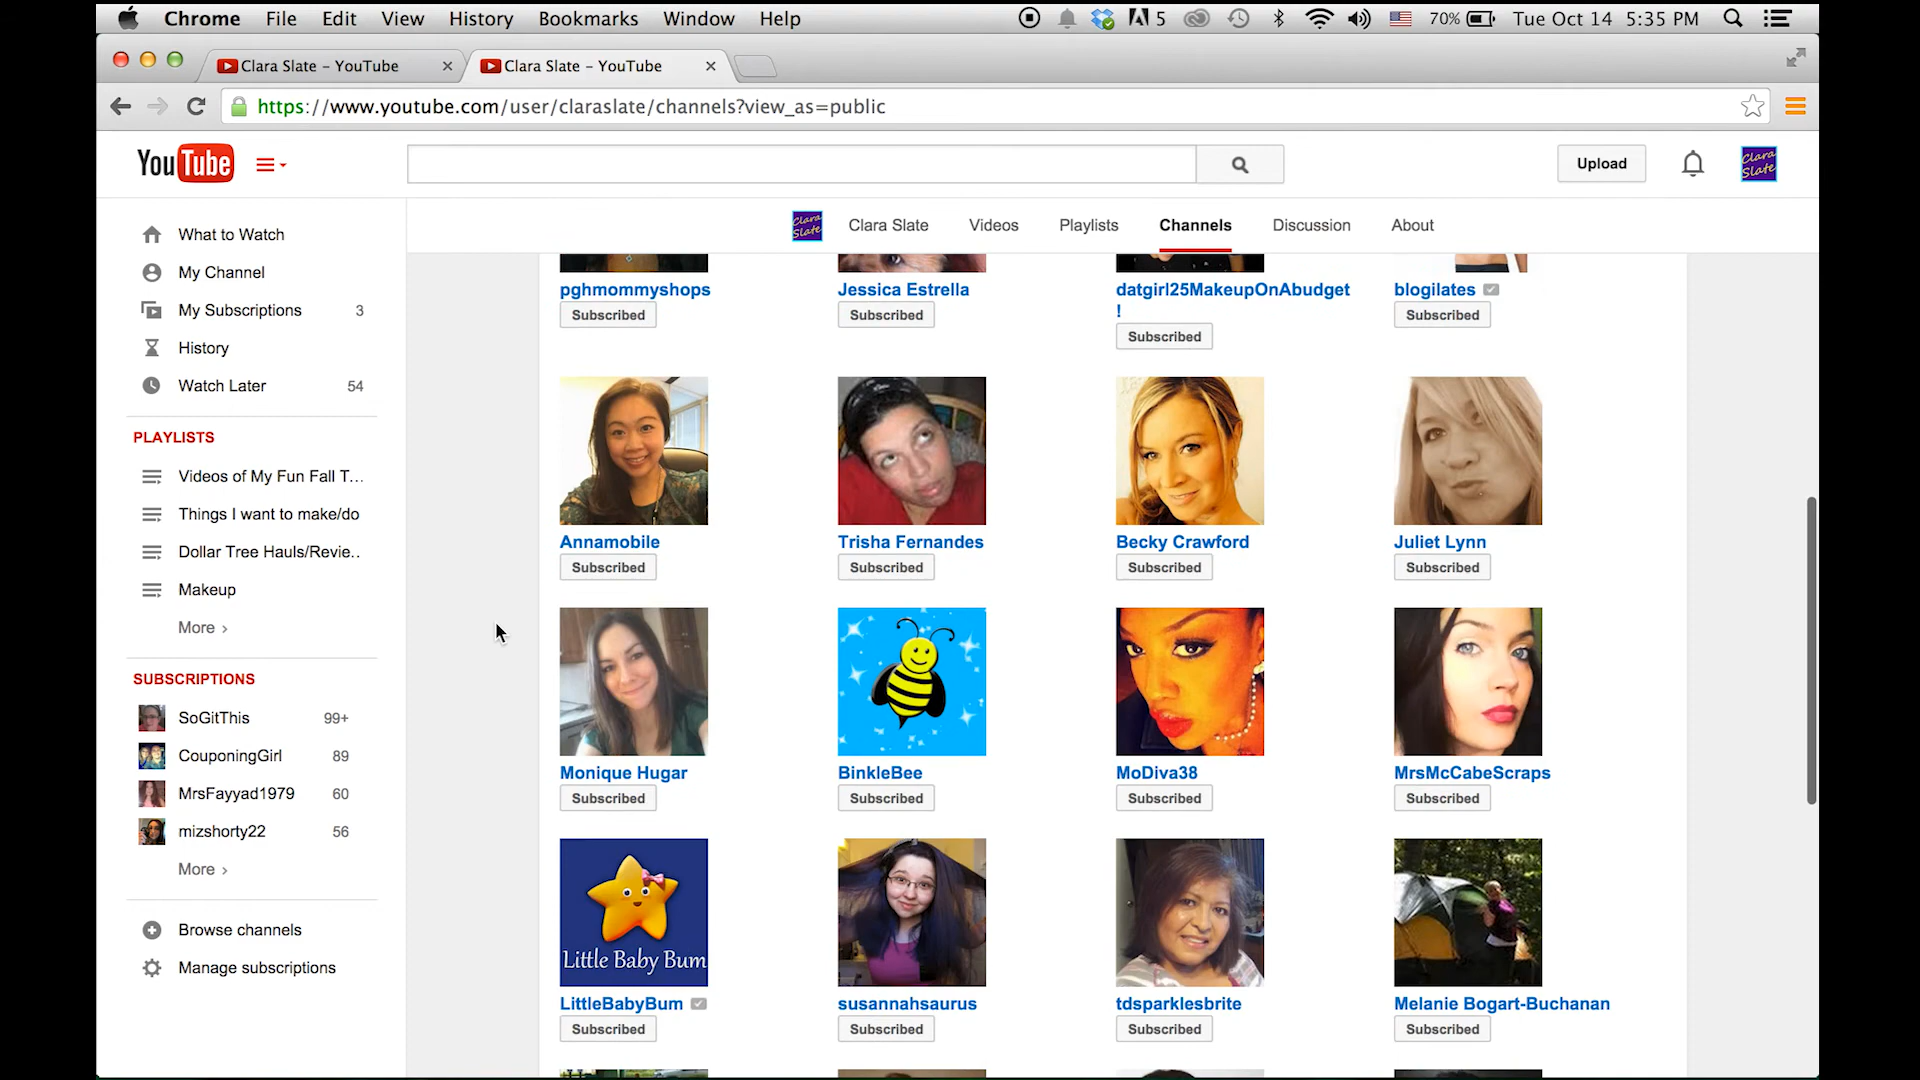 Chrome File Edit View History Bookmarks Window Help 5 70% Tue Oct 14 5:35 PM
Clara Slate - YouTube Clara Slate - YouTube
https://www.youtube.com/user/claraslate/channels?view_as=public
YouTube Upload Clara Slate
Clara Slate Clara Slate Videos Playlists Channels Discussion About
What to Watch
My Channel
My Subscriptions 3
History
Watch Later 54
PLAYLISTS
Videos of My Fun Fall T...
Things I want to make/do
Dollar Tree Hauls/Revie..
Makeup
More ›
SUBSCRIPTIONS
SoGitThis 99+
CouponingGirl 89
MrsFayyad1979 60
mizshorty22 56
More ›
Browse channels
Manage subscriptions
pghmommyshops Jessica Estrella datgirl25MakeupOnAbudget blogilates
!
Subscribed Subscribed Subscribed Subscribed
Annamobile Trisha Fernandes Becky Crawford Juliet Lynn
Subscribed Subscribed Subscribed Subscribed
Monique Hugar BinkleBee MoDiva38 MrsMcCabeScraps
Subscribed Subscribed Subscribed Subscribed
Little Baby Bum
LittleBabyBum susannahsaurus tdsparklesbrite Melanie Bogart-Buchanan
Subscribed Subscribed Subscribed Subscribed